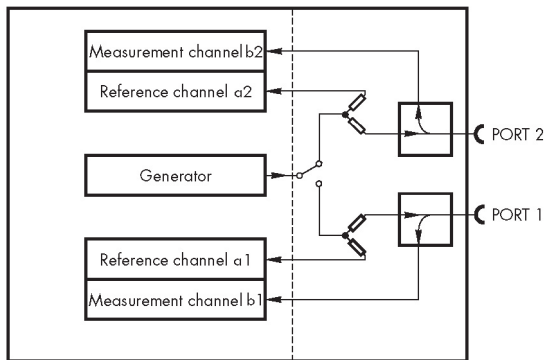 Measurement channel b2
Reference channel a2
PORT 2
Generator
PORT 1
Reference channel a1
Measurement channel b1